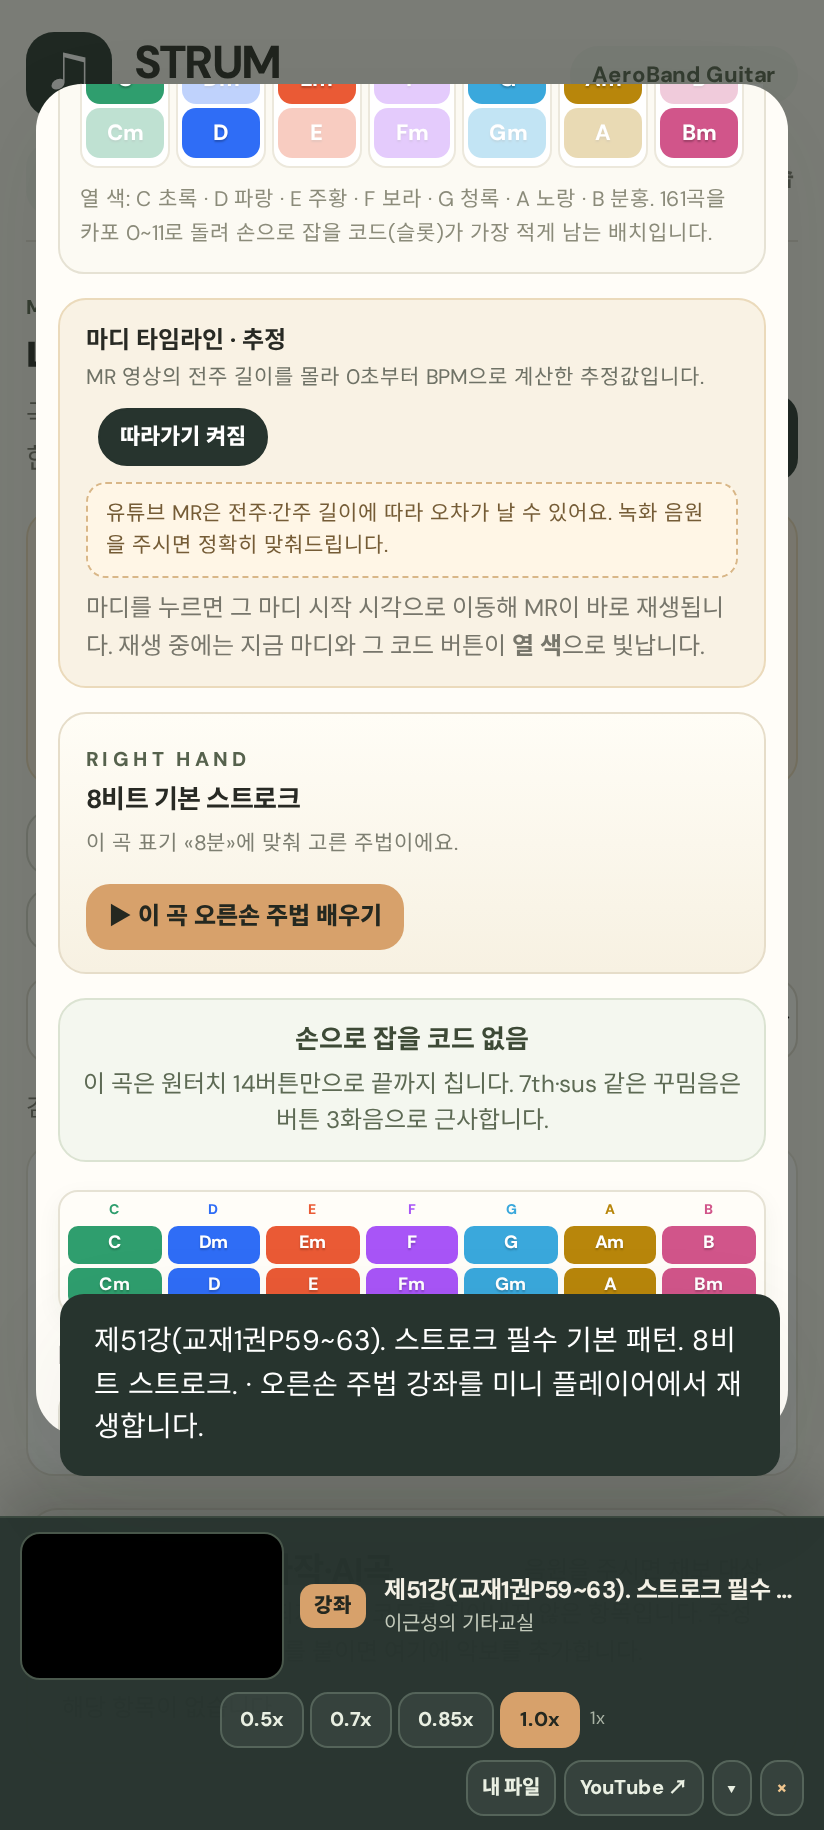 STRUM
AeroBand Guitar
Cm D E Fm Gm A Bm
열 색: C 초록 · D 파랑 · E 주황 · F 보라 · G 청록 · A 노랑 · B 분홍. 161곡을
카포 0~11로 돌려 손으로 잡을 코드(슬롯)가 가장 적게 남는 배치입니다.
마디 타임라인 · 추정
MR 영상의 전주 길이를 몰라 0초부터 BPM으로 계산한 추정값입니다.
따라가기 켜짐
유튜브 MR은 전주·간주 길이에 따라 오차가 날 수 있어요. 녹화 음원
을 주시면 정확히 맞춰드립니다.
마디를 누르면 그 마디 시작 시각으로 이동해 MR이 바로 재생됩니
다. 재생 중에는 지금 마디와 그 코드 버튼이 열 색으로 빛납니다.
RIGHT HAND
8비트 기본 스트로크
이 곡 표기 «8분»에 맞춰 고른 주법이에요.
▶ 이 곡 오른손 주법 배우기
손으로 잡을 코드 없음
이 곡은 원터치 14버튼만으로 끝까지 칩니다. 7th·sus 같은 꾸밈음은
버튼 3화음으로 근사합니다.
C D E F G A B
C Dm Em F G Am B
Cm D E Fm Gm A Bm
제51강(교재1권P59~63). 스트로크 필수 기본 패턴. 8비
트 스트로크. · 오른손 주법 강좌를 미니 플레이어에서 재
생합니다.
강좌
제51강(교재1권P59~63). 스트로크 필수 ...
이근성의 기타교실
0.5x 0.7x 0.85x 1.0x 1x
내 파일 YouTube ↗ ▾ ×